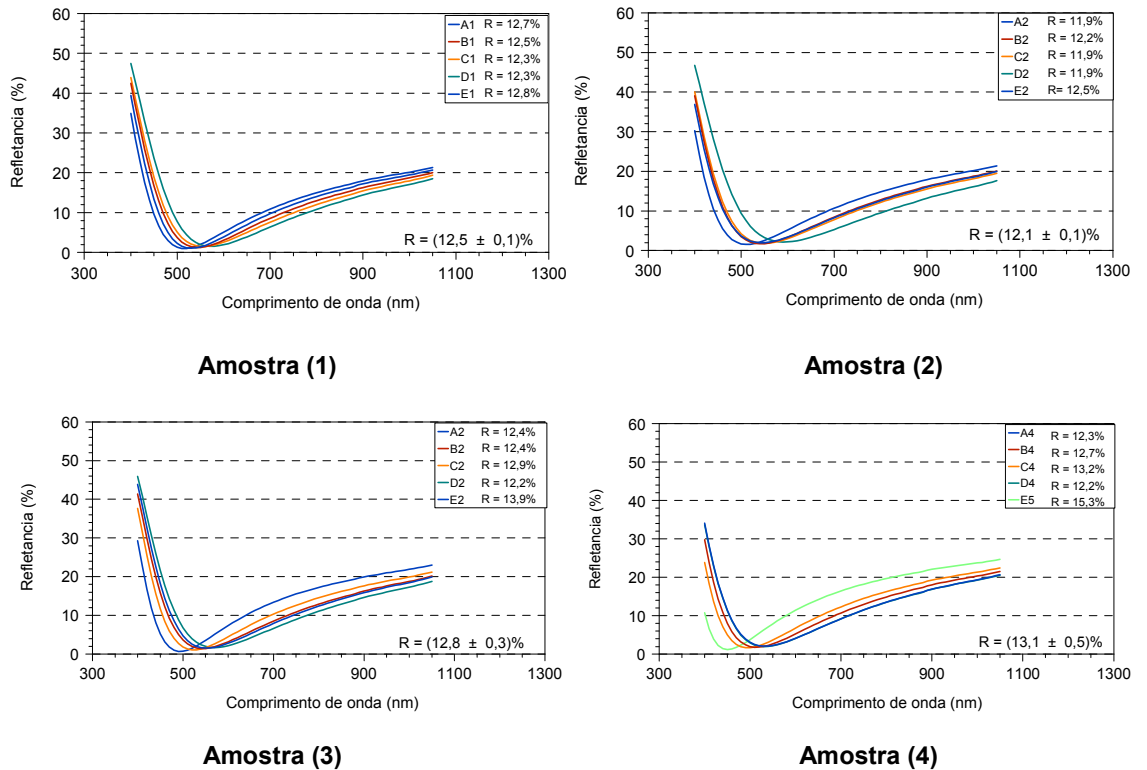 60
50
40
30
20
10
0
Refletancia (%)
A1 R = 12,7%
B1 R = 12,5%
C1 R = 12,3%
D1 R = 12,3%
E1 R = 12,8%
R = (12,5 ± 0,1)%
300 500 700 900 1100 1300
Comprimento de onda (nm)
Amostra (1)
60
50
40
30
20
10
0
Refletancia (%)
A2 R = 11,9%
B2 R = 12,2%
C2 R = 11,9%
D2 R = 11,9%
E2 R= 12,5%
R = (12,1 ± 0,1)%
300 500 700 900 1100 1300
Comprimento de onda (nm)
Amostra (2)
60
50
40
30
20
10
0
Refletancia (%)
A2 R = 12,4%
B2 R = 12,4%
C2 R = 12,9%
D2 R = 12,2%
E2 R = 13,9%
R = (12,8 ± 0,3)%
300 500 700 900 1100 1300
Comprimento de onda (nm)
Amostra (3)
60
50
40
30
20
10
0
Refletancia (%)
A4 R = 12,3%
B4 R = 12,7%
C4 R = 13,2%
D4 R = 12,2%
E5 R = 15,3%
R = (13,1 ± 0,5)%
300 500 700 900 1100 1300
Comprimento de onda (nm)
Amostra (4)